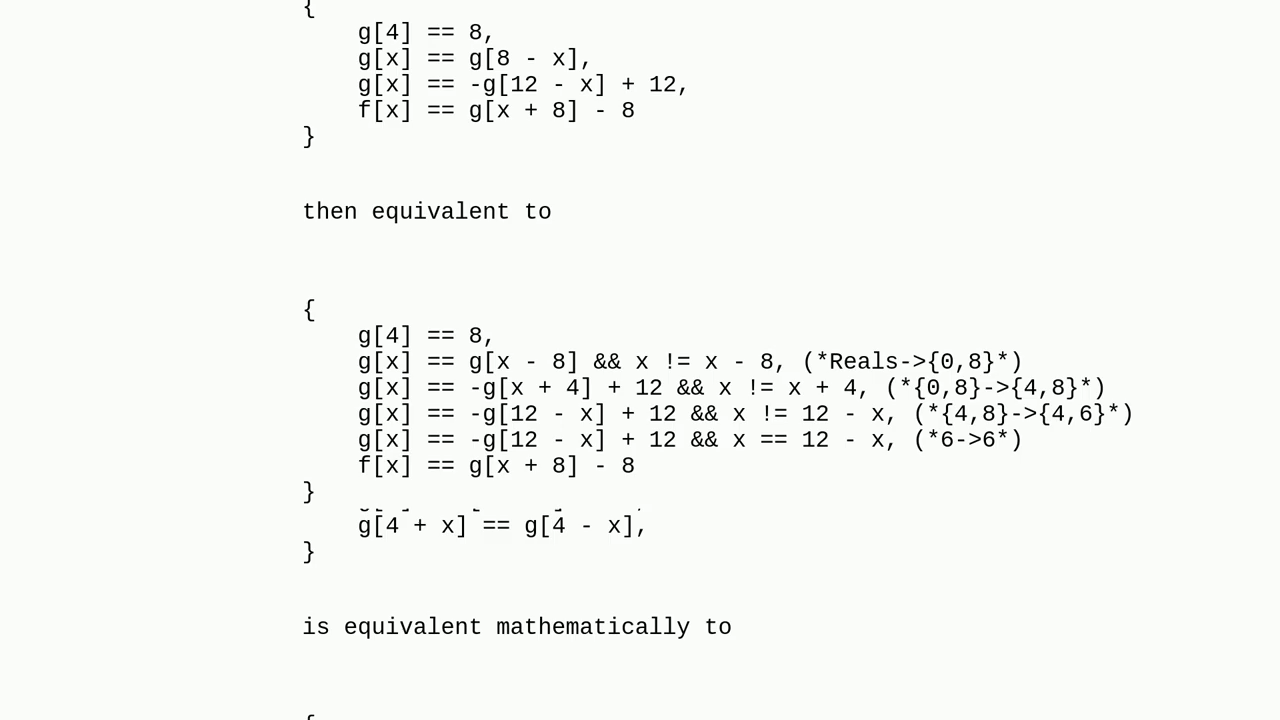 {
g[4] == 8,
g[x] == g[8 - x],
g[x] == -g[12 - x] + 12,
f[x] == g[x + 8] - 8
}
then equivalent to
{
g[4] == 8,
g[x] == g[x - 8] && x != x - 8, (*Reals->{0,8}*)
g[x] == -g[x + 4] + 12 && x != x + 4, (*{0,8}->{4,8}*)
g[x] == -g[12 - x] + 12 && x != 12 - x, (*{4,8}->{4,6}*)
g[x] == -g[12 - x] + 12 && x == 12 - x, (*6->6*)
f[x] == g[x + 8] - 8
}
g[4 + x] == g[4 - x],
}
is equivalent mathematically to
{